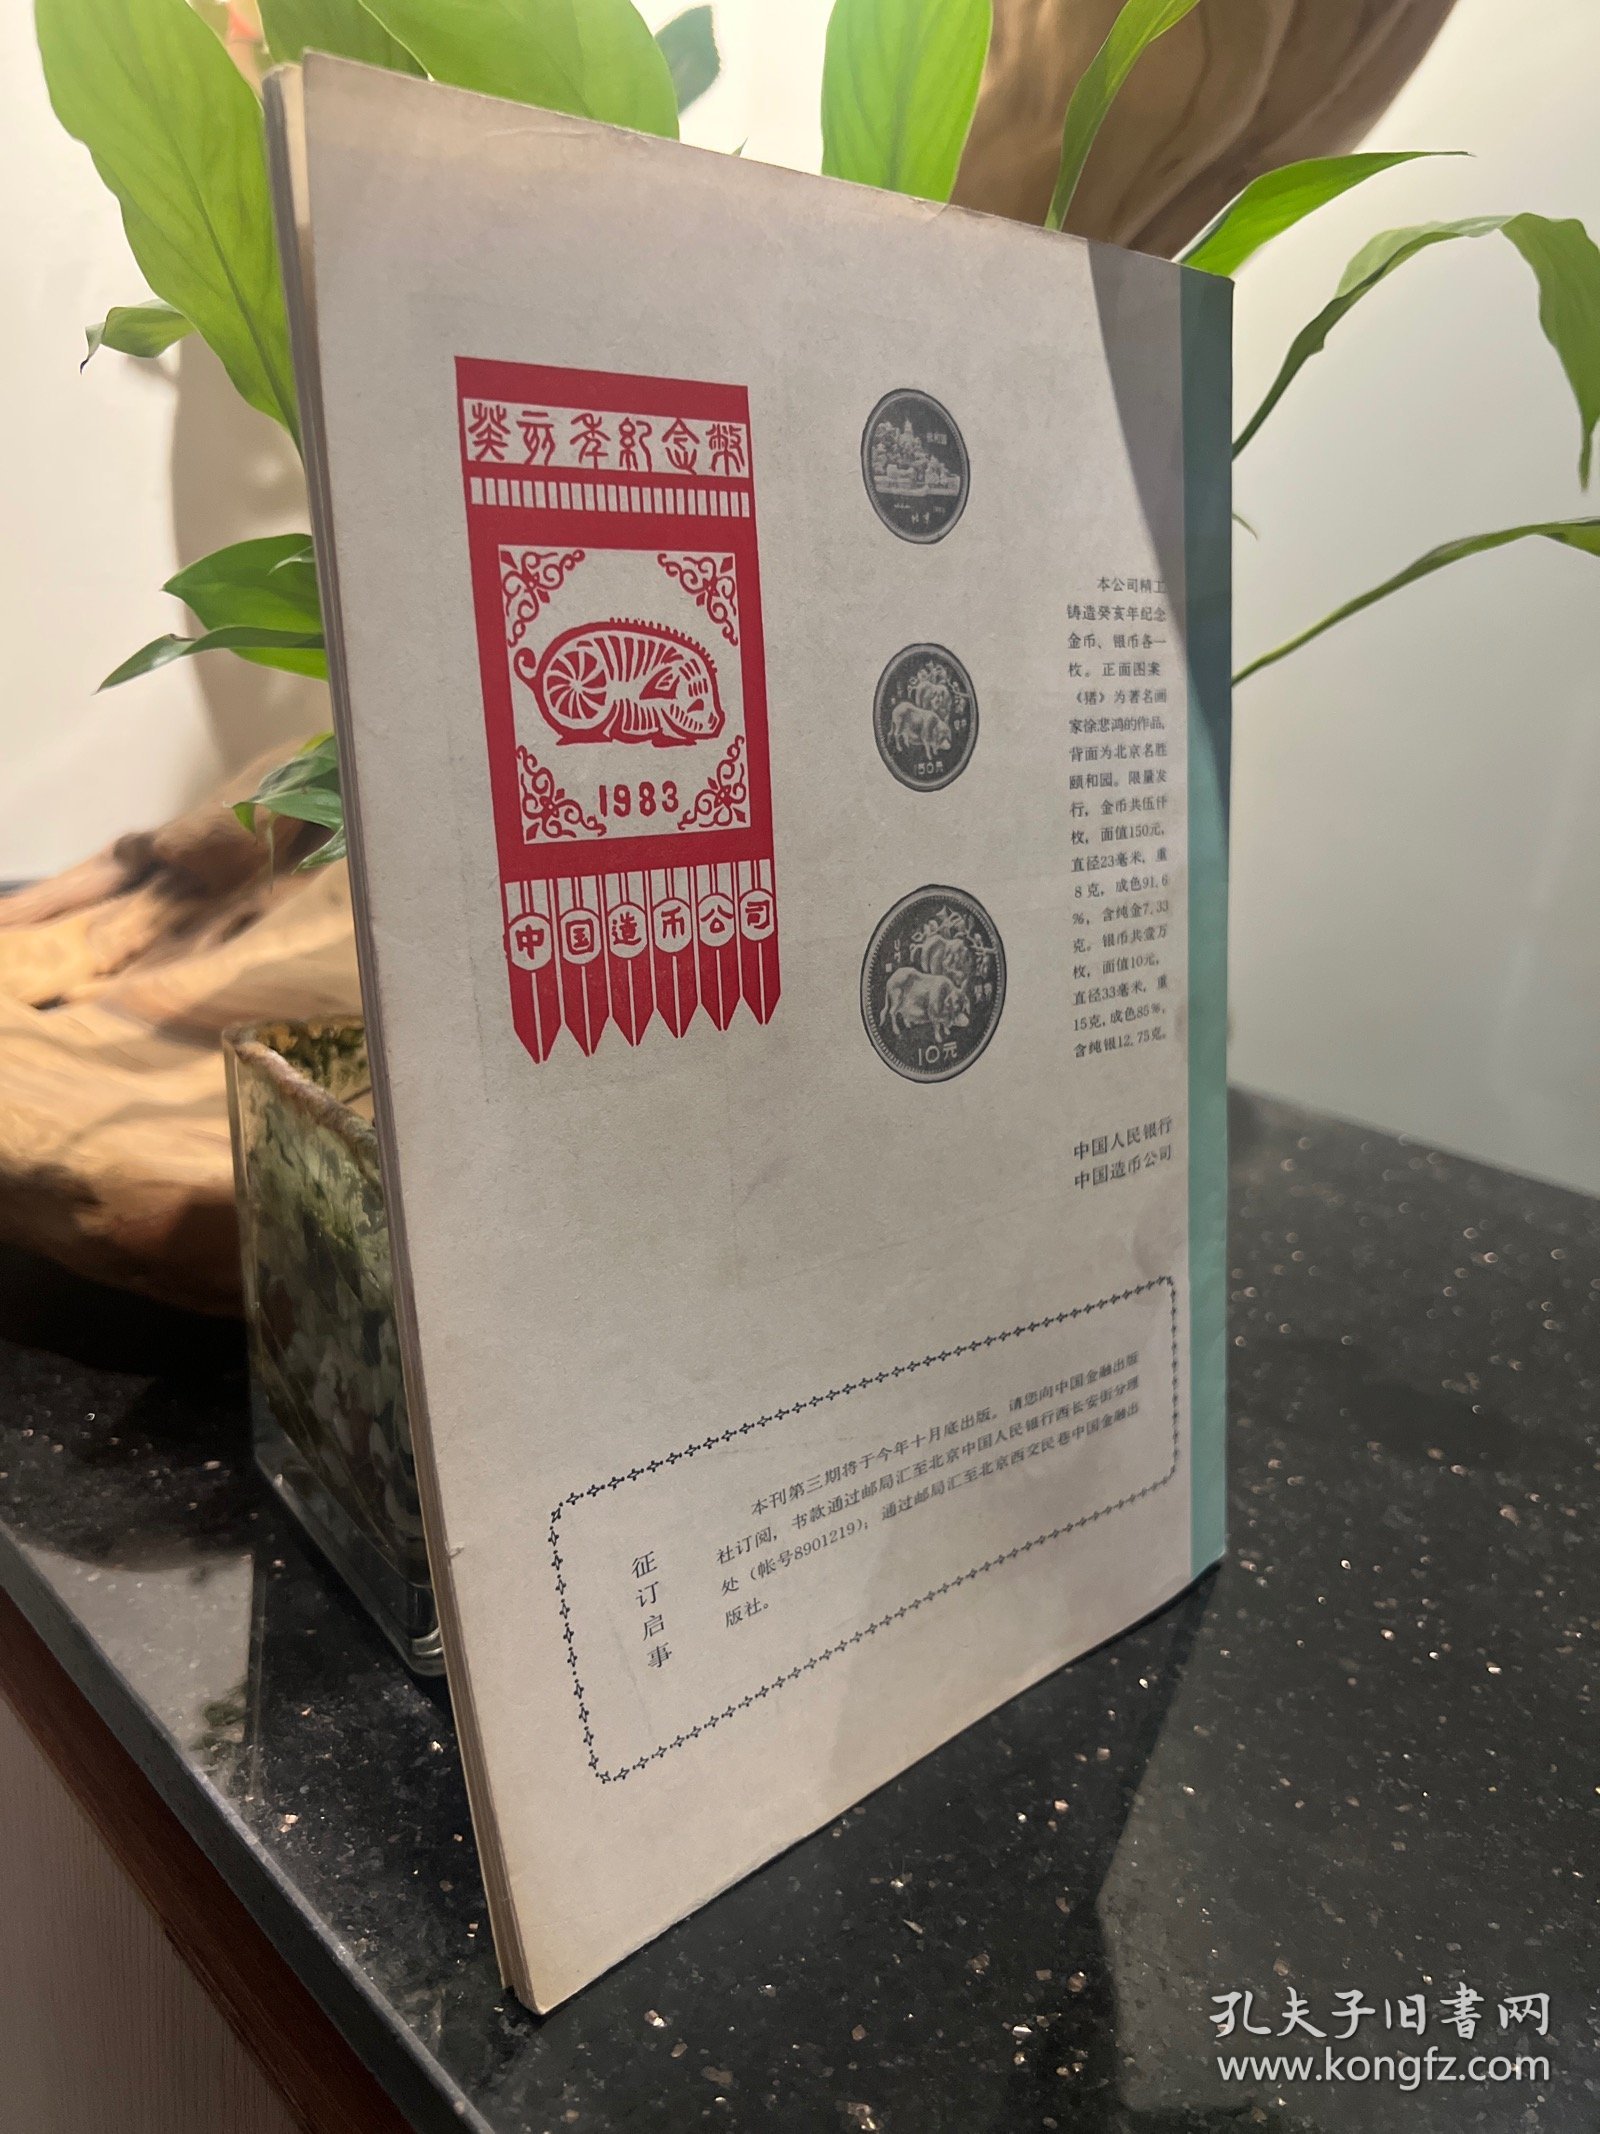 癸亥年紀念幣
1983
中国造币公司
150元
10元
本公司精工
铸造癸亥年纪念
金币、银币各一
枚。正面图案
《猪》为著名画
家徐悲鸿的作品,
背面为北京名胜
颐和园。限量发
行，金币共伍仟
枚，面值150元,
直径23毫米，重
8克，成色91.6
%，含纯金7.33
克。银币共壹万
枚，面值10元,
直径33毫米，重
15克,成色85%,
含纯银12.75克。
中国人民银行
中国造币公司
征订启事
本刊第三期将于今年十月底出版。请您向中国金融出版
社订阅，书款通过邮局汇至北京中国人民银行西长安街分理
处（帐号8901219）；通过邮局汇至北京西交民巷中国金融出
版社。
孔夫子旧書网
www.kongfz.com